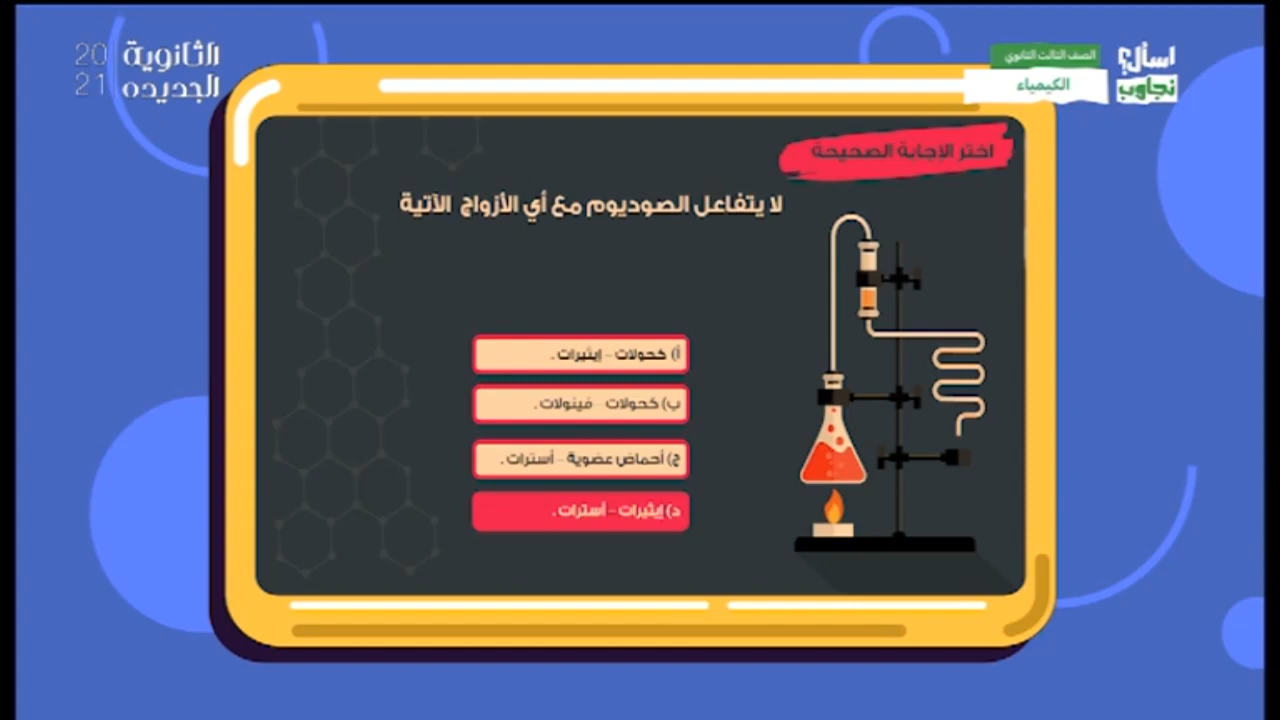 اسأل؟
نجاوب
الصف الثالث الثانوي
الكيمياء
الثانوية
الجديده
20
21
اختر الإجابة الصحيحة
لا يتفاعل الصوديوم مع أي الأزواج الآتية
أ) كحولات – إيثيرات .
ب) كحولات – فينولات .
ج) أحماض عضوية – أسترات .
د) إيثيرات – أسترات .